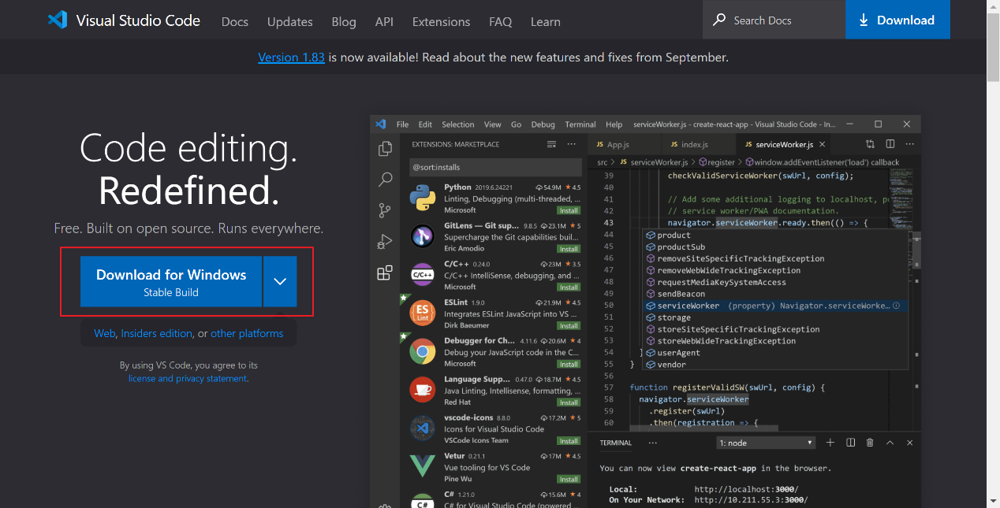 Visual Studio Code Docs Updates Blog API Extensions FAQ Learn Search Docs Download
Version 1.83 is now available! Read about the new features and fixes from September.
Code editing.
Redefined.
Free. Built on open source. Runs everywhere.
Download for Windows
Stable Build
Web, Insiders edition, or other platforms
By using VS Code, you agree to its
license and privacy statement.
File Edit Selection View Go Debug Terminal Help serviceWorker.js - create-react-app - Visual Studio Code - In...
EXTENSIONS: MARKETPLACE
@sort:installs
Python 2019.6.24221 54.9M 4.5
Linting, Debugging (multi-threaded, ...
Microsoft Install
GitLens — Git sup... 9.8.5 23.1M 5
Supercharge the Git capabilities buil...
Eric Amodio Install
C/C++ 0.24.0 23M 3.5
C/C++ IntelliSense, debugging, and ...
Microsoft Install
ESLint 1.9.0 21.9M 4.5
Integrates ESLint JavaScript into VS ...
Dirk Baeumer Install
Debugger for Ch... 4.11.6 20.6M 4
Debug your JavaScript code in the C...
Microsoft Install
Language Supp... 0.47.0 18.7M 4.5
Java Linting, Intellisense, formatting, ...
Red Hat Install
vscode-icons 8.8.0 17.2M 5
Icons for Visual Studio Code
VSCode Icons Team Install
Vetur 0.21.1 17M 4.5
Vue tooling for VS Code
Pine Wu Install
C# 1.21.0 15.6M 4
C# for Visual Studio Code (powered ...
C/C++
ES
Lint
C#
JS App.js JS index.js JS serviceWorker.js
src > JS serviceWorker.js > register > window.addEventListener('load') callback
39 checkValidServiceWorker(swUrl, config);
40
41 // Add some additional logging to localhost, p
42 // service worker/PWA documentation.
43 navigator.serviceWorker.ready.then(() => {
44 product
45 productSub
46 removeSiteSpecificTrackingException
47 removeWebWideTrackingException
48 requestMediaKeySystemAccess
49 sendBeacon
50 serviceWorker (property) Navigator.serviceWorke...
51 storage
52 storeSiteSpecificTrackingException
53 storeWebWideTrackingException
54 } userAgent
55 } vendor
56
57 function registerValidSW(swUrl, config) {
58 navigator.serviceWorker
59 .register(swUrl)
60 .then(registration => {
TERMINAL ... 1: node
You can now view create-react-app in the browser.
Local: http://localhost:3000/
On Your Network: http://10.211.55.3:3000/